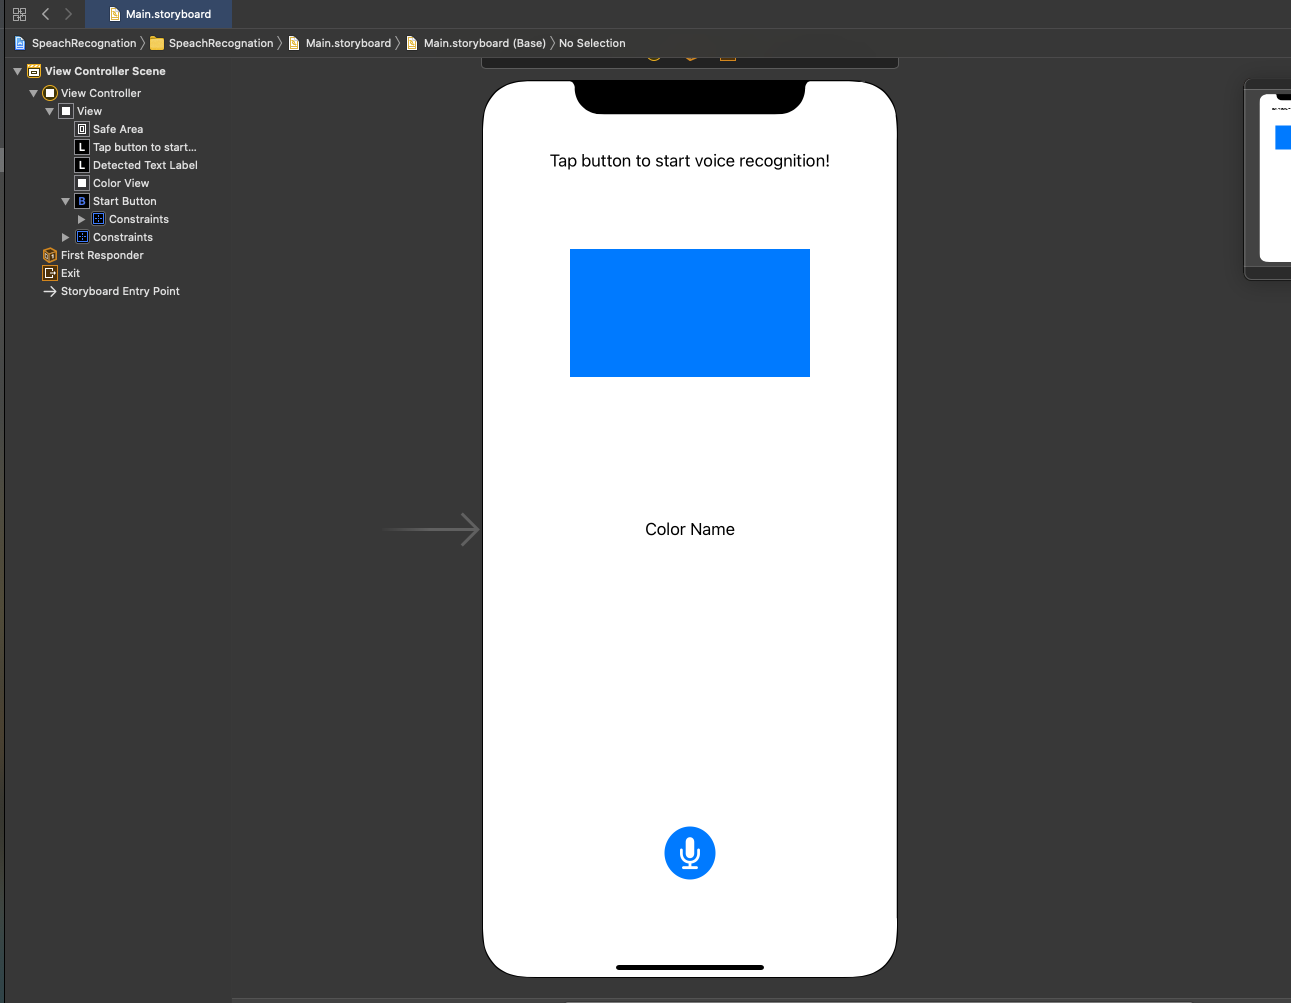 Main.storyboard
SpeachRecognation SpeachRecognation Main.storyboard Main.storyboard (Base) No Selection
View Controller Scene
View Controller
View
Safe Area
L Tap button to start...
L Detected Text Label
Color View
B Start Button
Constraints
Constraints
First Responder
Exit
Storyboard Entry Point
Tap button to start voice recognition!
Color Name